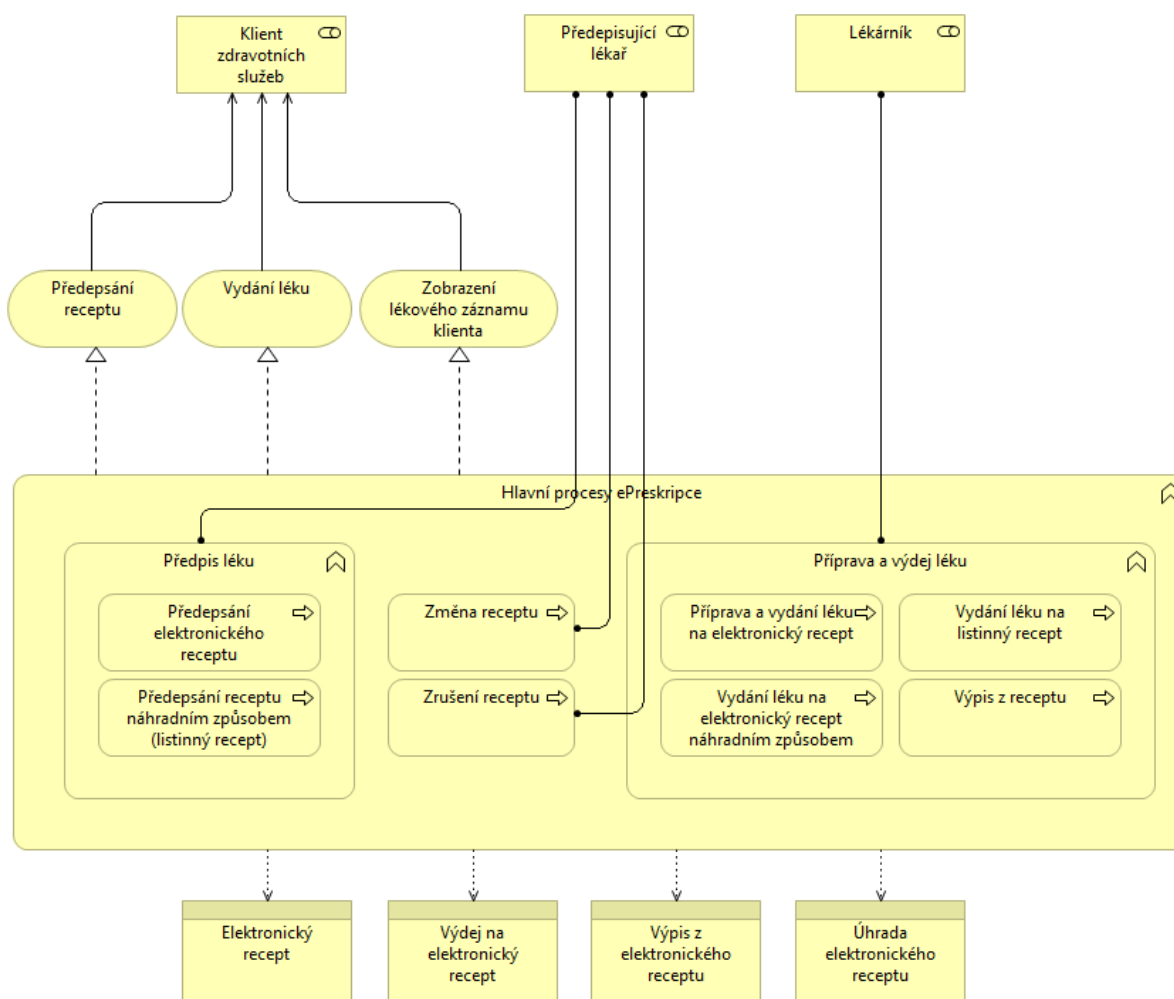 Klient
zdravotních
služeb
Předepisující
lékař
Lékárník
Předepsání
receptu
Vydání léku
Zobrazení
lékového záznamu
klienta
Hlavní procesy ePreskripce
Předpis léku
Předepsání
elektronického
receptu
Předepsání receptu
náhradním způsobem
(listinný recept)
Změna receptu
Zrušení receptu
Příprava a výdej léku
Příprava a vydání léku
na elektronický recept
Vydání léku na
listinný recept
Vydání léku na
elektronický recept
náhradním způsobem
Výpis z receptu
Elektronický
recept
Výdej na
elektronický
recept
Výpis z
elektronického
receptu
Úhrada
elektronického
receptu